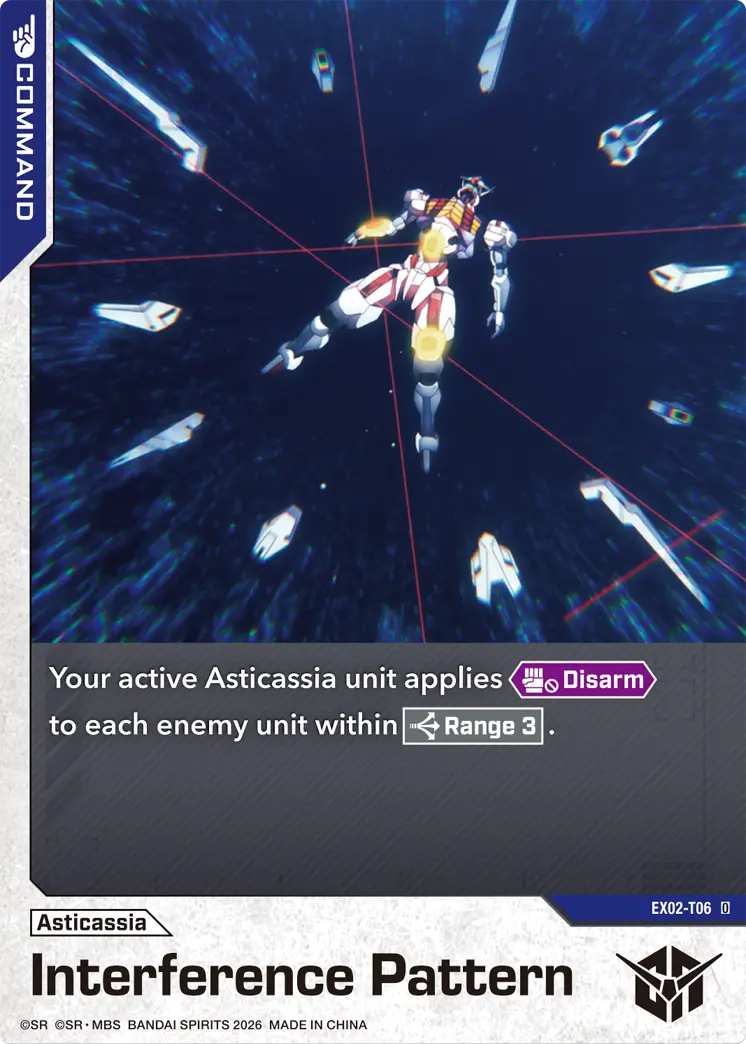 COMMAND
Your active Asticassia unit applies Disarm
to each enemy unit within Range 3 .
EX02-T06 0
Asticassia
Interference Pattern
©SR ©SR・MBS BANDAI SPIRITS 2026 MADE IN CHINA